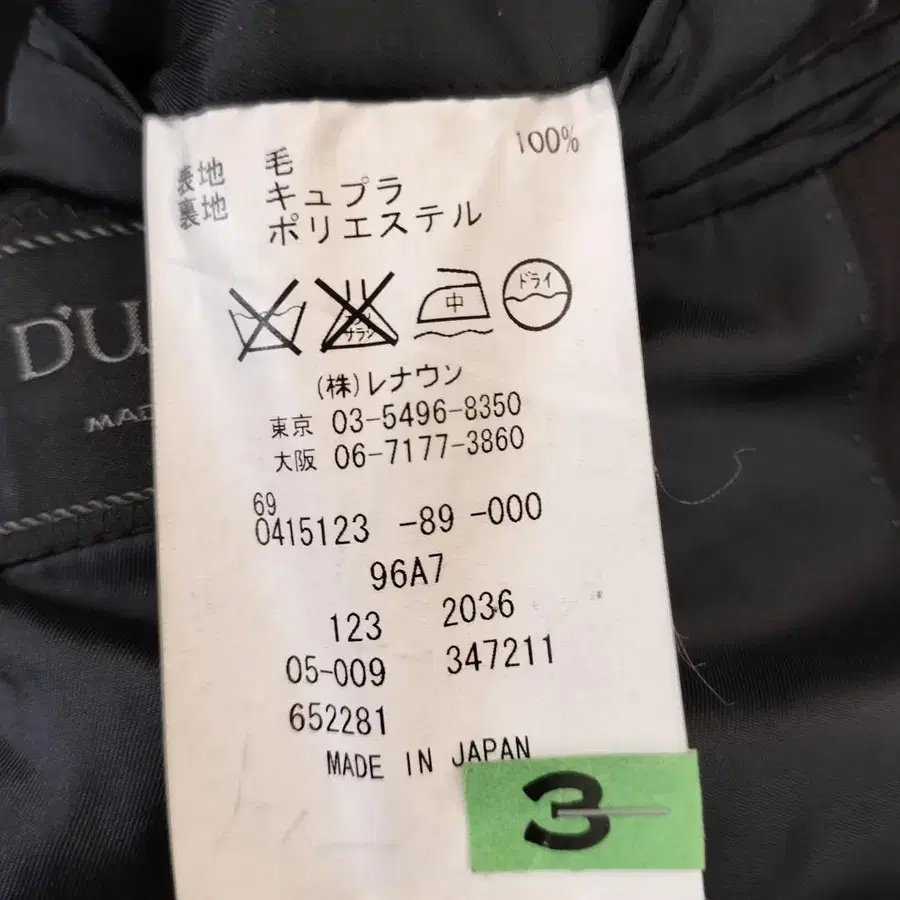 表地 毛 100%
裏地 キュプラ
ポリエステル
中
ドライ
(株)レナウン
東京 03-5496-8350
大阪 06-7177-3860
69
0415123 -89 -000
96A7
123 2036
05-009 347211
652281
MADE IN JAPAN
3
D'U
MAD